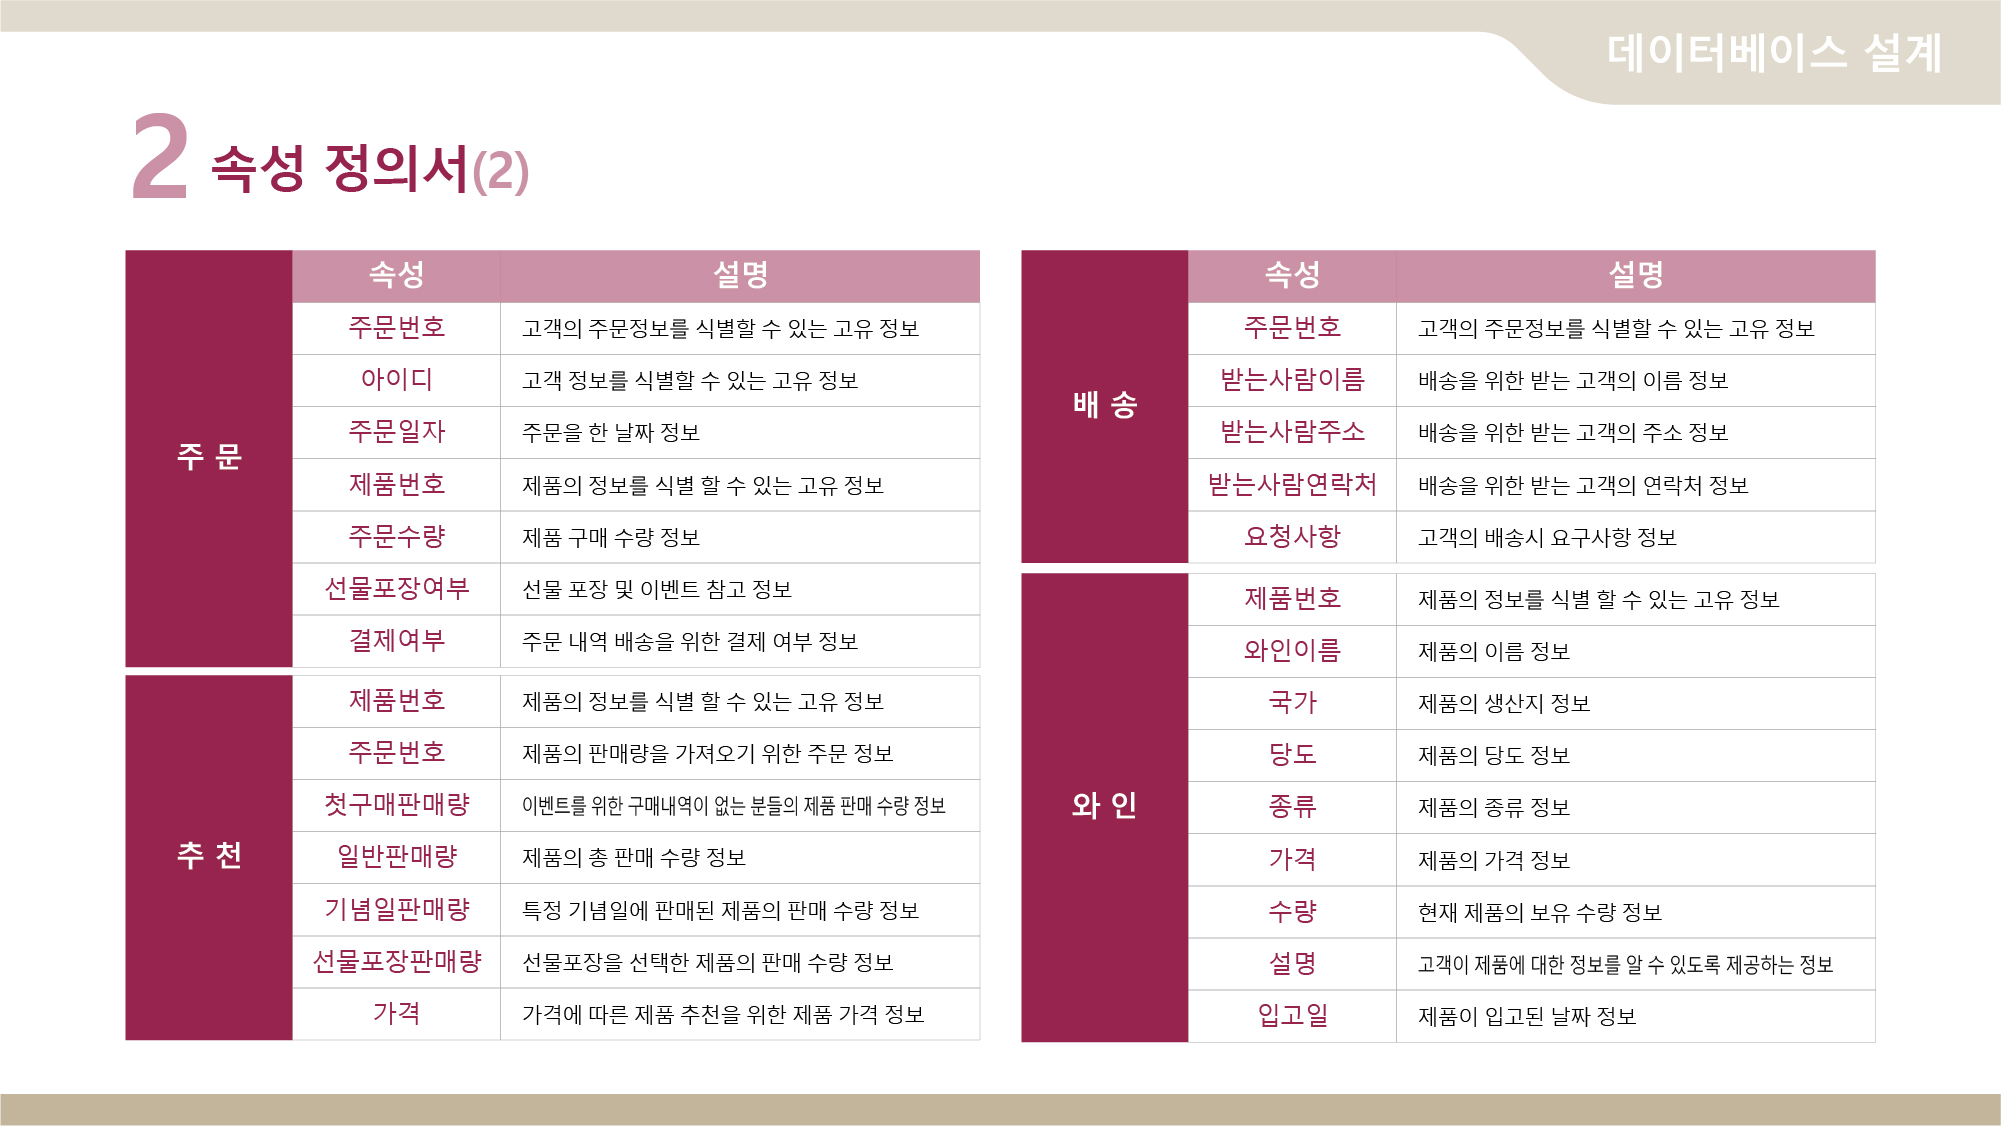 데이터베이스 설계
2 속성 정의서(2)
주 문
속성 설명
주문번호 고객의 주문정보를 식별할 수 있는 고유 정보
아이디 고객 정보를 식별할 수 있는 고유 정보
주문일자 주문을 한 날짜 정보
제품번호 제품의 정보를 식별 할 수 있는 고유 정보
주문수량 제품 구매 수량 정보
선물포장여부 선물 포장 및 이벤트 참고 정보
결제여부 주문 내역 배송을 위한 결제 여부 정보
추 천
제품번호 제품의 정보를 식별 할 수 있는 고유 정보
주문번호 제품의 판매량을 가져오기 위한 주문 정보
첫구매판매량 이벤트를 위한 구매내역이 없는 분들의 제품 판매 수량 정보
일반판매량 제품의 총 판매 수량 정보
기념일판매량 특정 기념일에 판매된 제품의 판매 수량 정보
선물포장판매량 선물포장을 선택한 제품의 판매 수량 정보
가격 가격에 따른 제품 추천을 위한 제품 가격 정보
배 송
속성 설명
주문번호 고객의 주문정보를 식별할 수 있는 고유 정보
받는사람이름 배송을 위한 받는 고객의 이름 정보
받는사람주소 배송을 위한 받는 고객의 주소 정보
받는사람연락처 배송을 위한 받는 고객의 연락처 정보
요청사항 고객의 배송시 요구사항 정보
와 인
제품번호 제품의 정보를 식별 할 수 있는 고유 정보
와인이름 제품의 이름 정보
국가 제품의 생산지 정보
당도 제품의 당도 정보
종류 제품의 종류 정보
가격 제품의 가격 정보
수량 현재 제품의 보유 수량 정보
설명 고객이 제품에 대한 정보를 알 수 있도록 제공하는 정보
입고일 제품이 입고된 날짜 정보